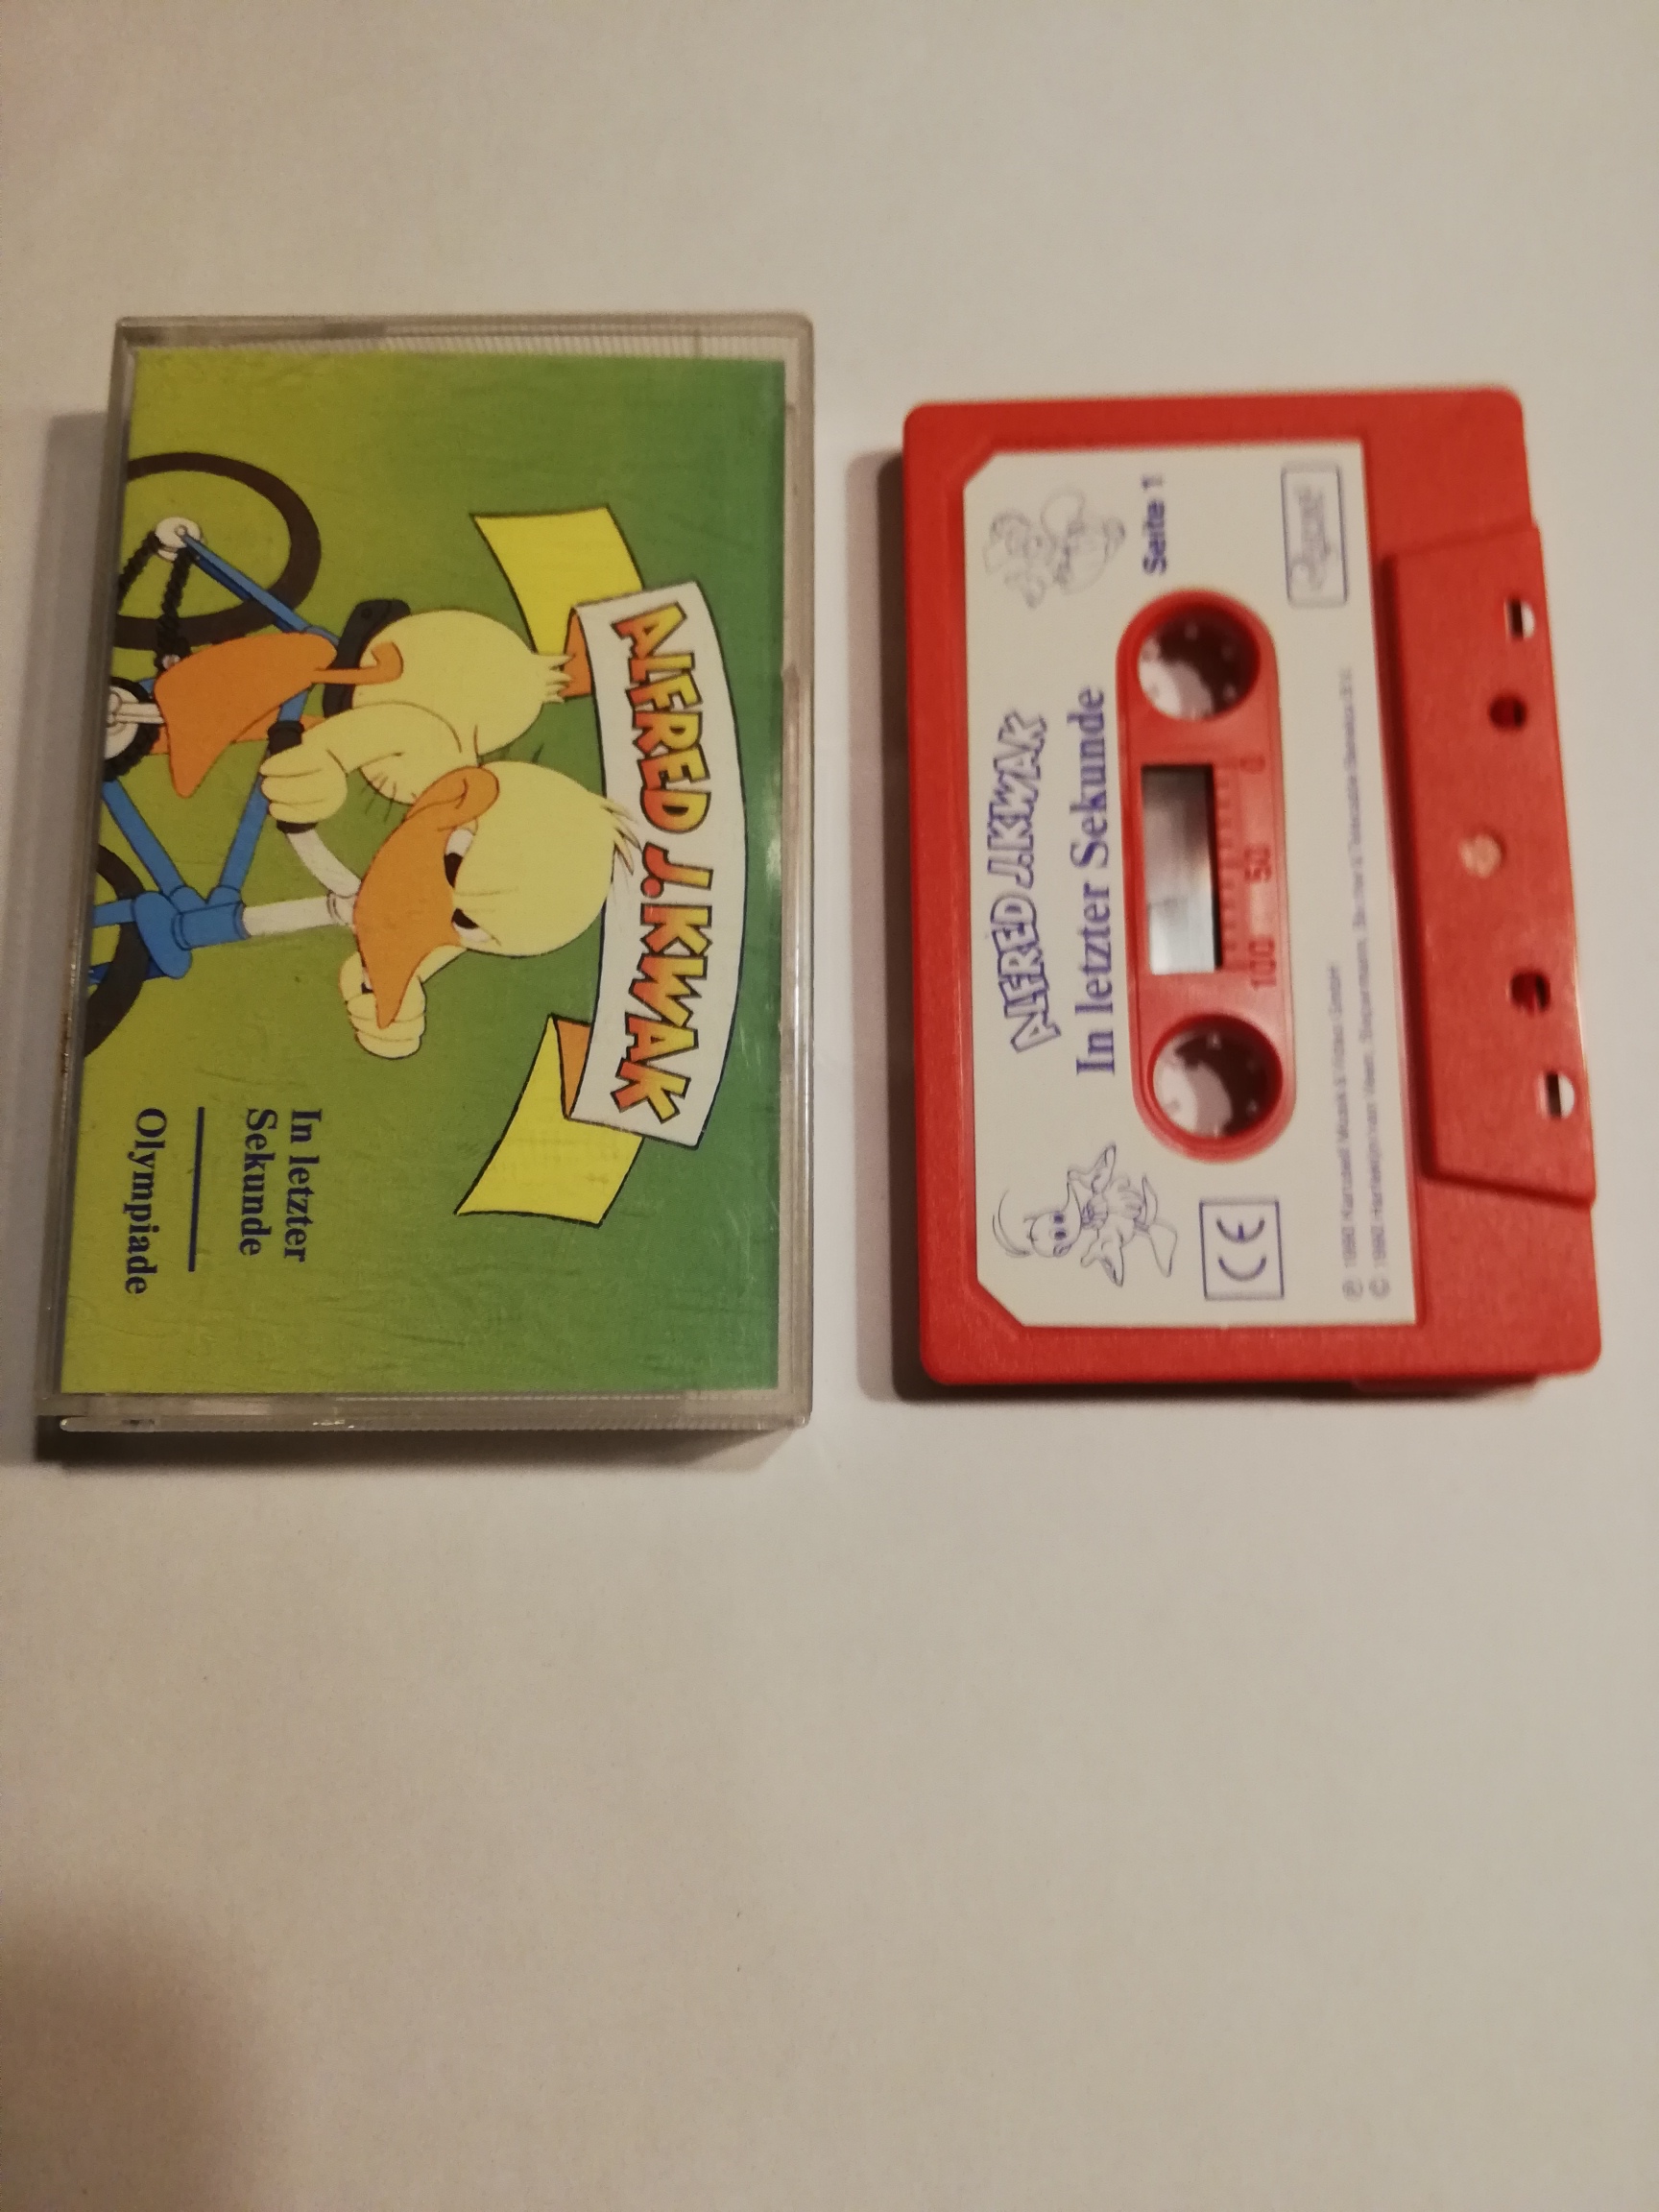 ALFRED J. KWAK
In letzter
Sekunde
Olympiade
ALFRED J. KWAK
In letzter Sekunde
Seite 1
100 50 0
CE